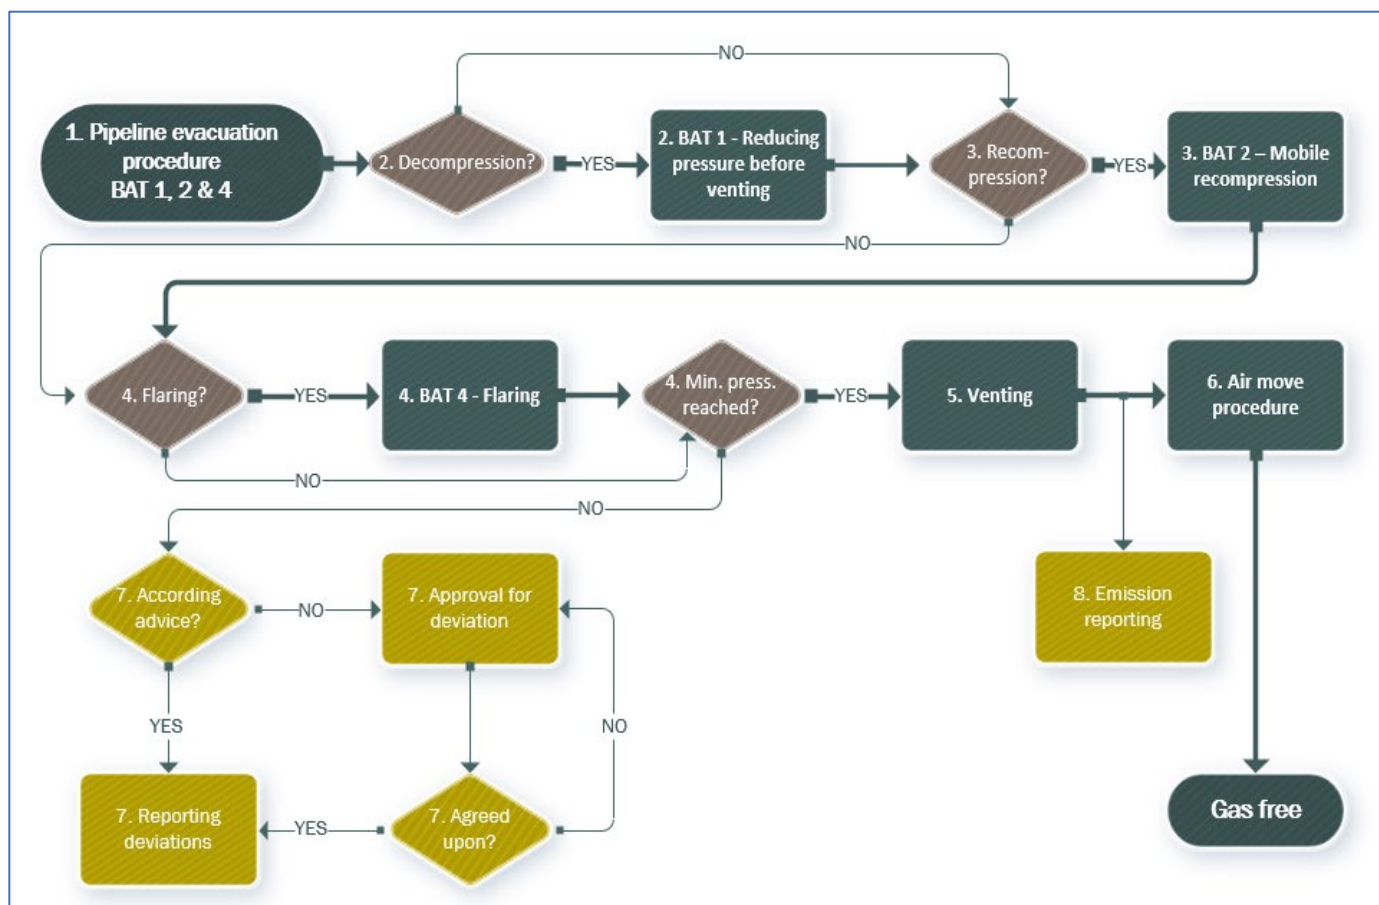 NO
1. Pipeline evacuation
procedure
BAT 1, 2 & 4
2. Decompression?
YES
2. BAT 1 - Reducing
pressure before
venting
3. Recom-
pression?
YES
3. BAT 2 – Mobile
recompression
NO
4. Flaring?
YES
4. BAT 4 - Flaring
4. Min. press.
reached?
YES
5. Venting
6. Air move
procedure
NO
NO
7. According
advice?
NO
7. Approval for
deviation
8. Emission
reporting
YES
NO
7. Reporting
deviations
YES
7. Agreed
upon?
Gas free